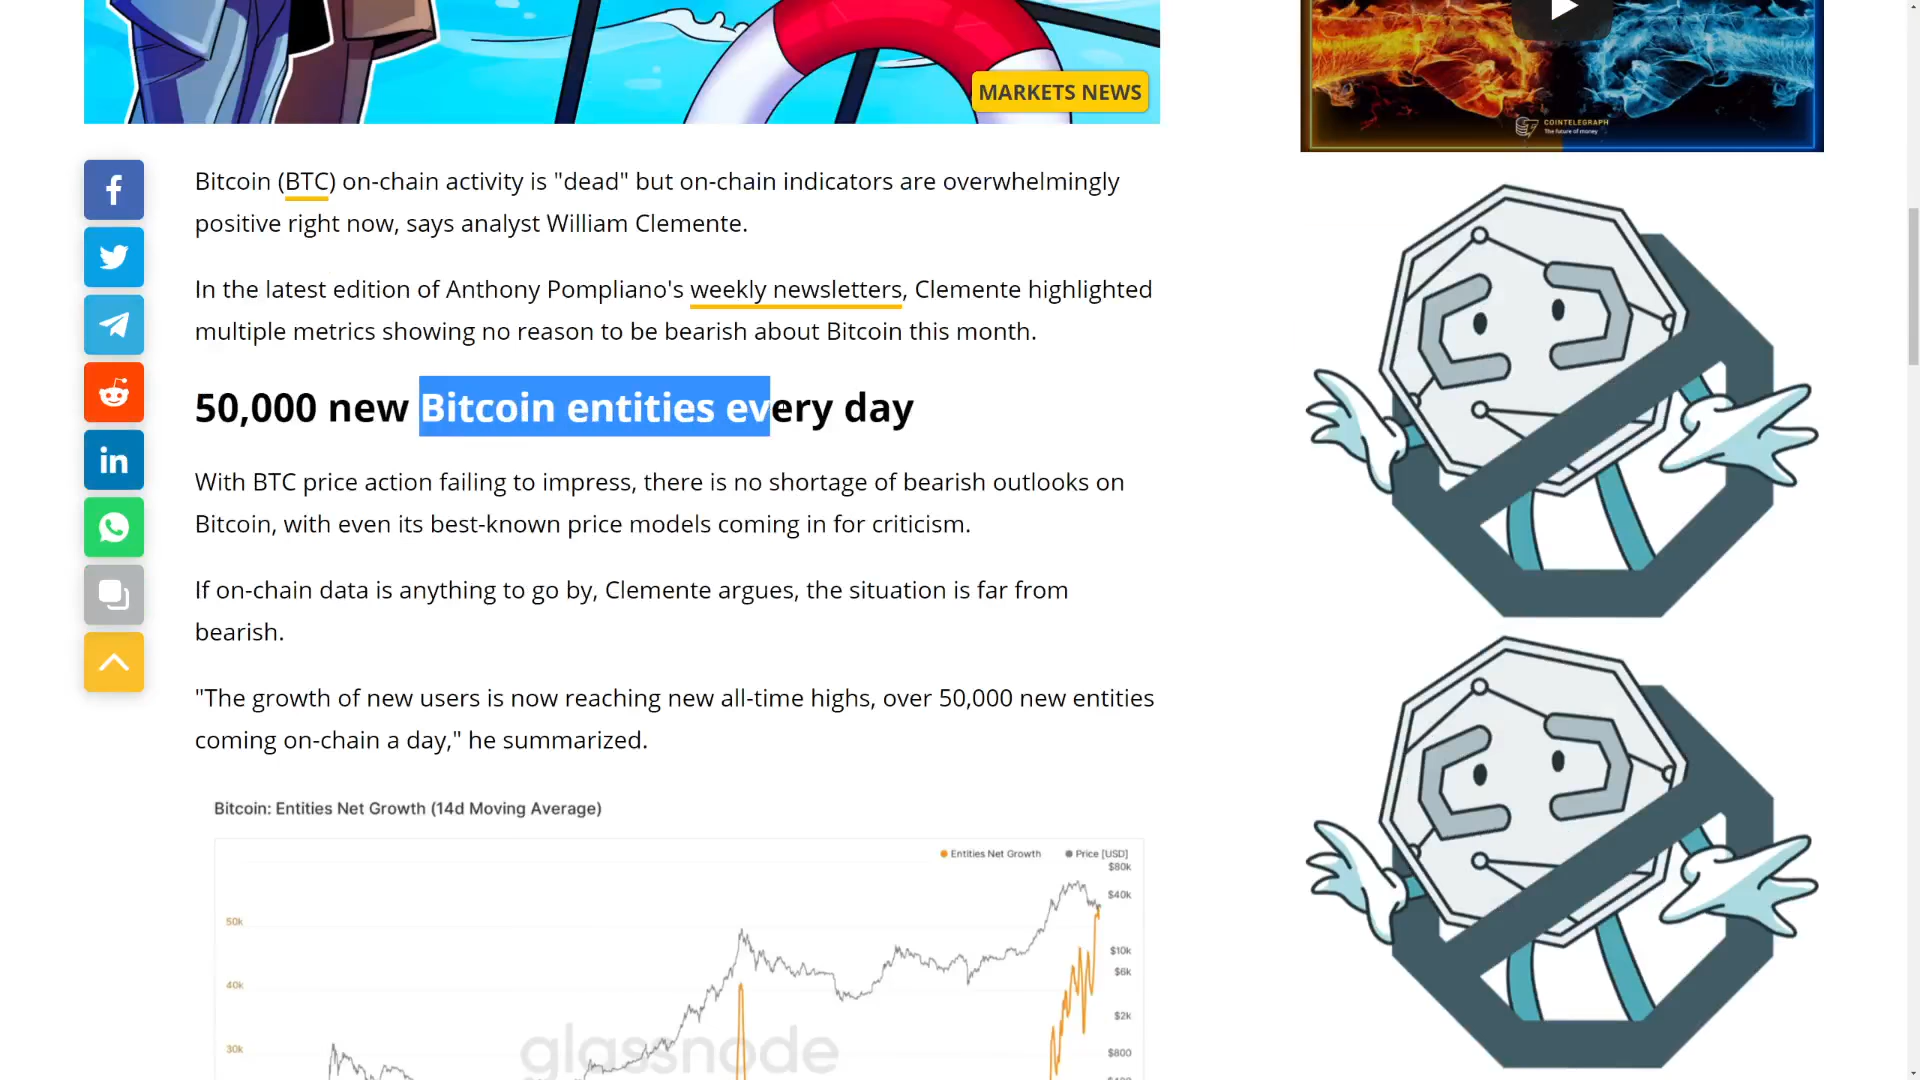 MARKETS NEWS
COINTELEGRAPH
The future of money
Bitcoin (BTC) on-chain activity is "dead" but on-chain indicators are overwhelmingly
positive right now, says analyst William Clemente.
In the latest edition of Anthony Pompliano's weekly newsletters, Clemente highlighted
multiple metrics showing no reason to be bearish about Bitcoin this month.
50,000 new Bitcoin entities every day
With BTC price action failing to impress, there is no shortage of bearish outlooks on
Bitcoin, with even its best-known price models coming in for criticism.
If on-chain data is anything to go by, Clemente argues, the situation is far from
bearish.
"The growth of new users is now reaching new all-time highs, over 50,000 new entities
coming on-chain a day," he summarized.
Bitcoin: Entities Net Growth (14d Moving Average)
Entities Net Growth Price [USD]
$80k
$40k
50k
$10k
$6k
40k
$2k
30k
$800
glassnode